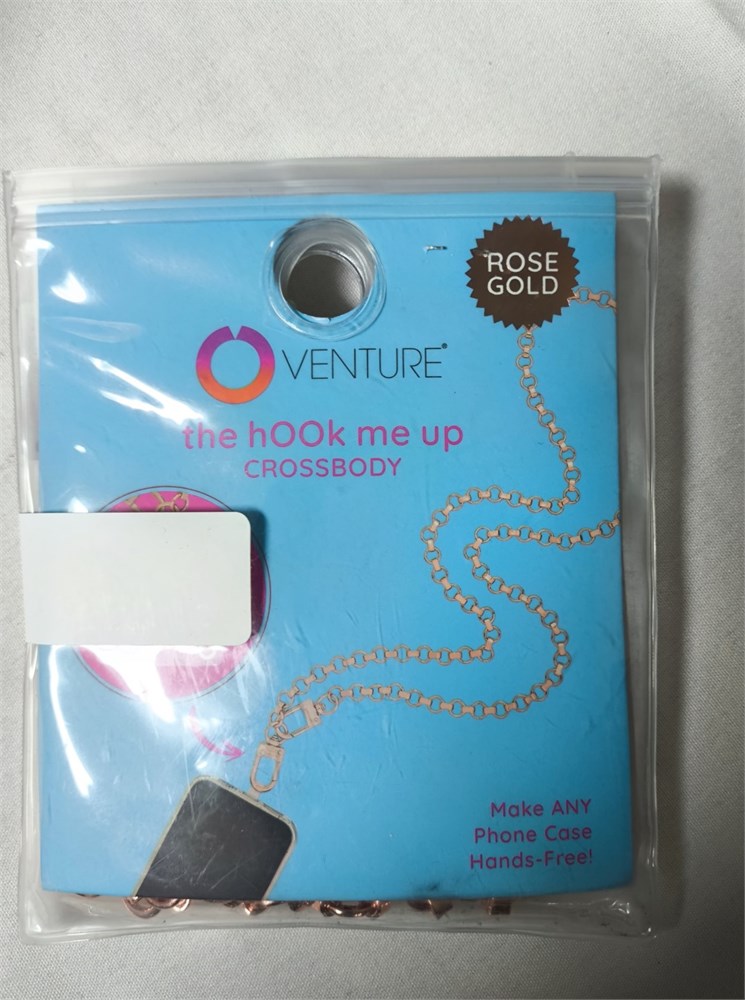 ROSE
GOLD
VENTURE®
the hOOk me up
CROSSBODY
Make ANY
Phone Case
Hands-Free!